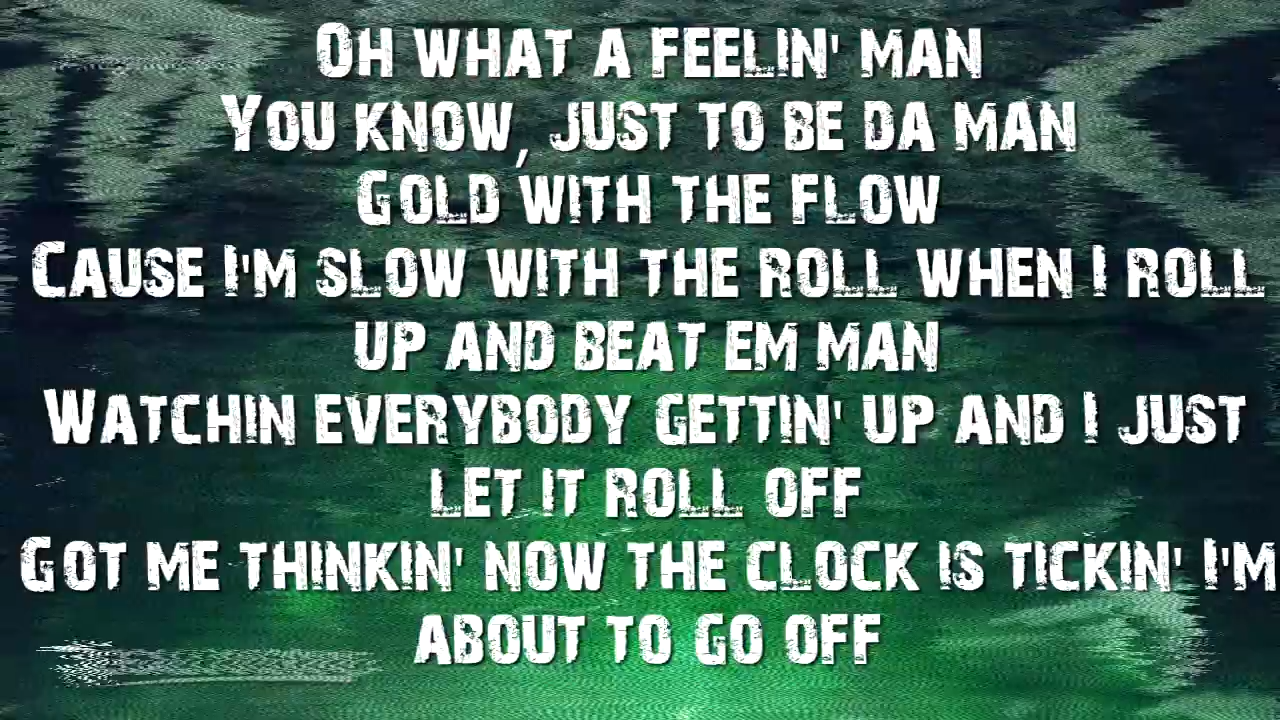 Oh what a feelin' man
You know, just to be da man
Gold with the flow
Cause I'm slow with the roll when I roll
up and beat em man
Watchin everybody gettin' up and I just
let it roll off
Got me thinkin' now the clock is tickin' I'm
about to go off